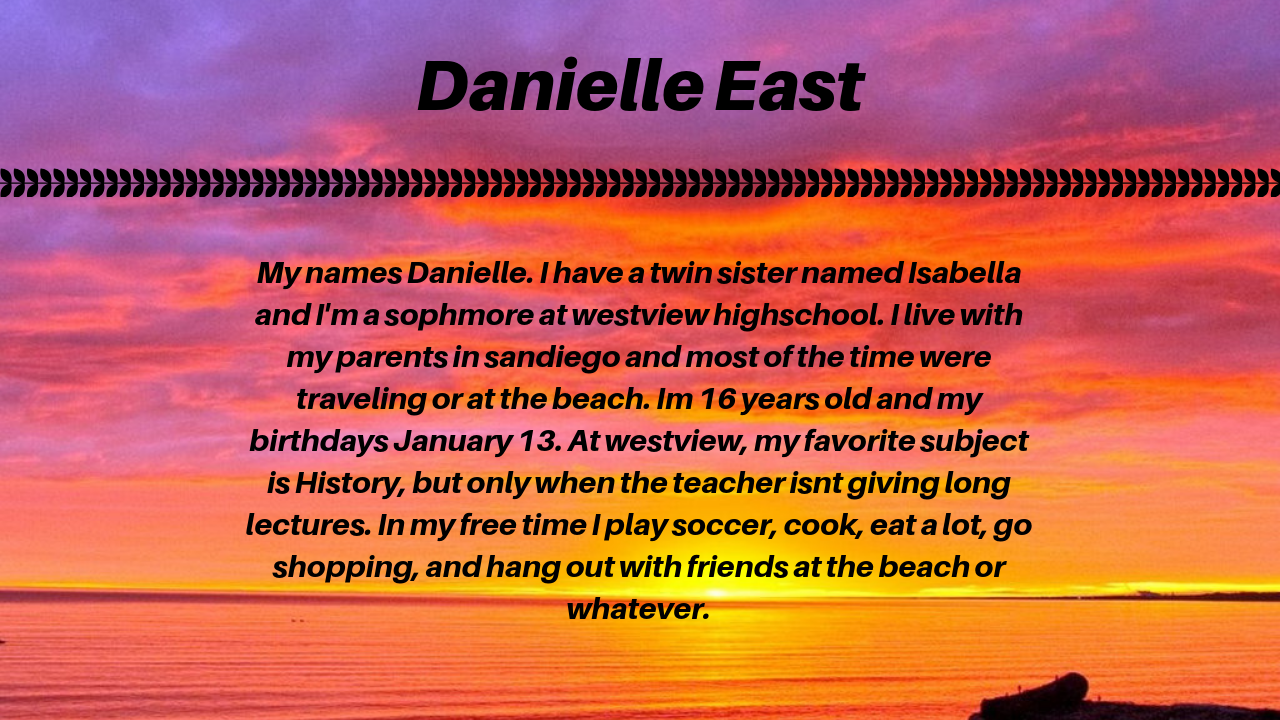 Danielle East
My names Danielle. I have a twin sister named Isabella
and I'm a sophmore at westview highschool. I live with
my parents in sandiego and most of the time were
traveling or at the beach. Im 16 years old and my
birthdays January 13. At westview, my favorite subject
is History, but only when the teacher isnt giving long
lectures. In my free time I play soccer, cook, eat a lot, go
shopping, and hang out with friends at the beach or
whatever.